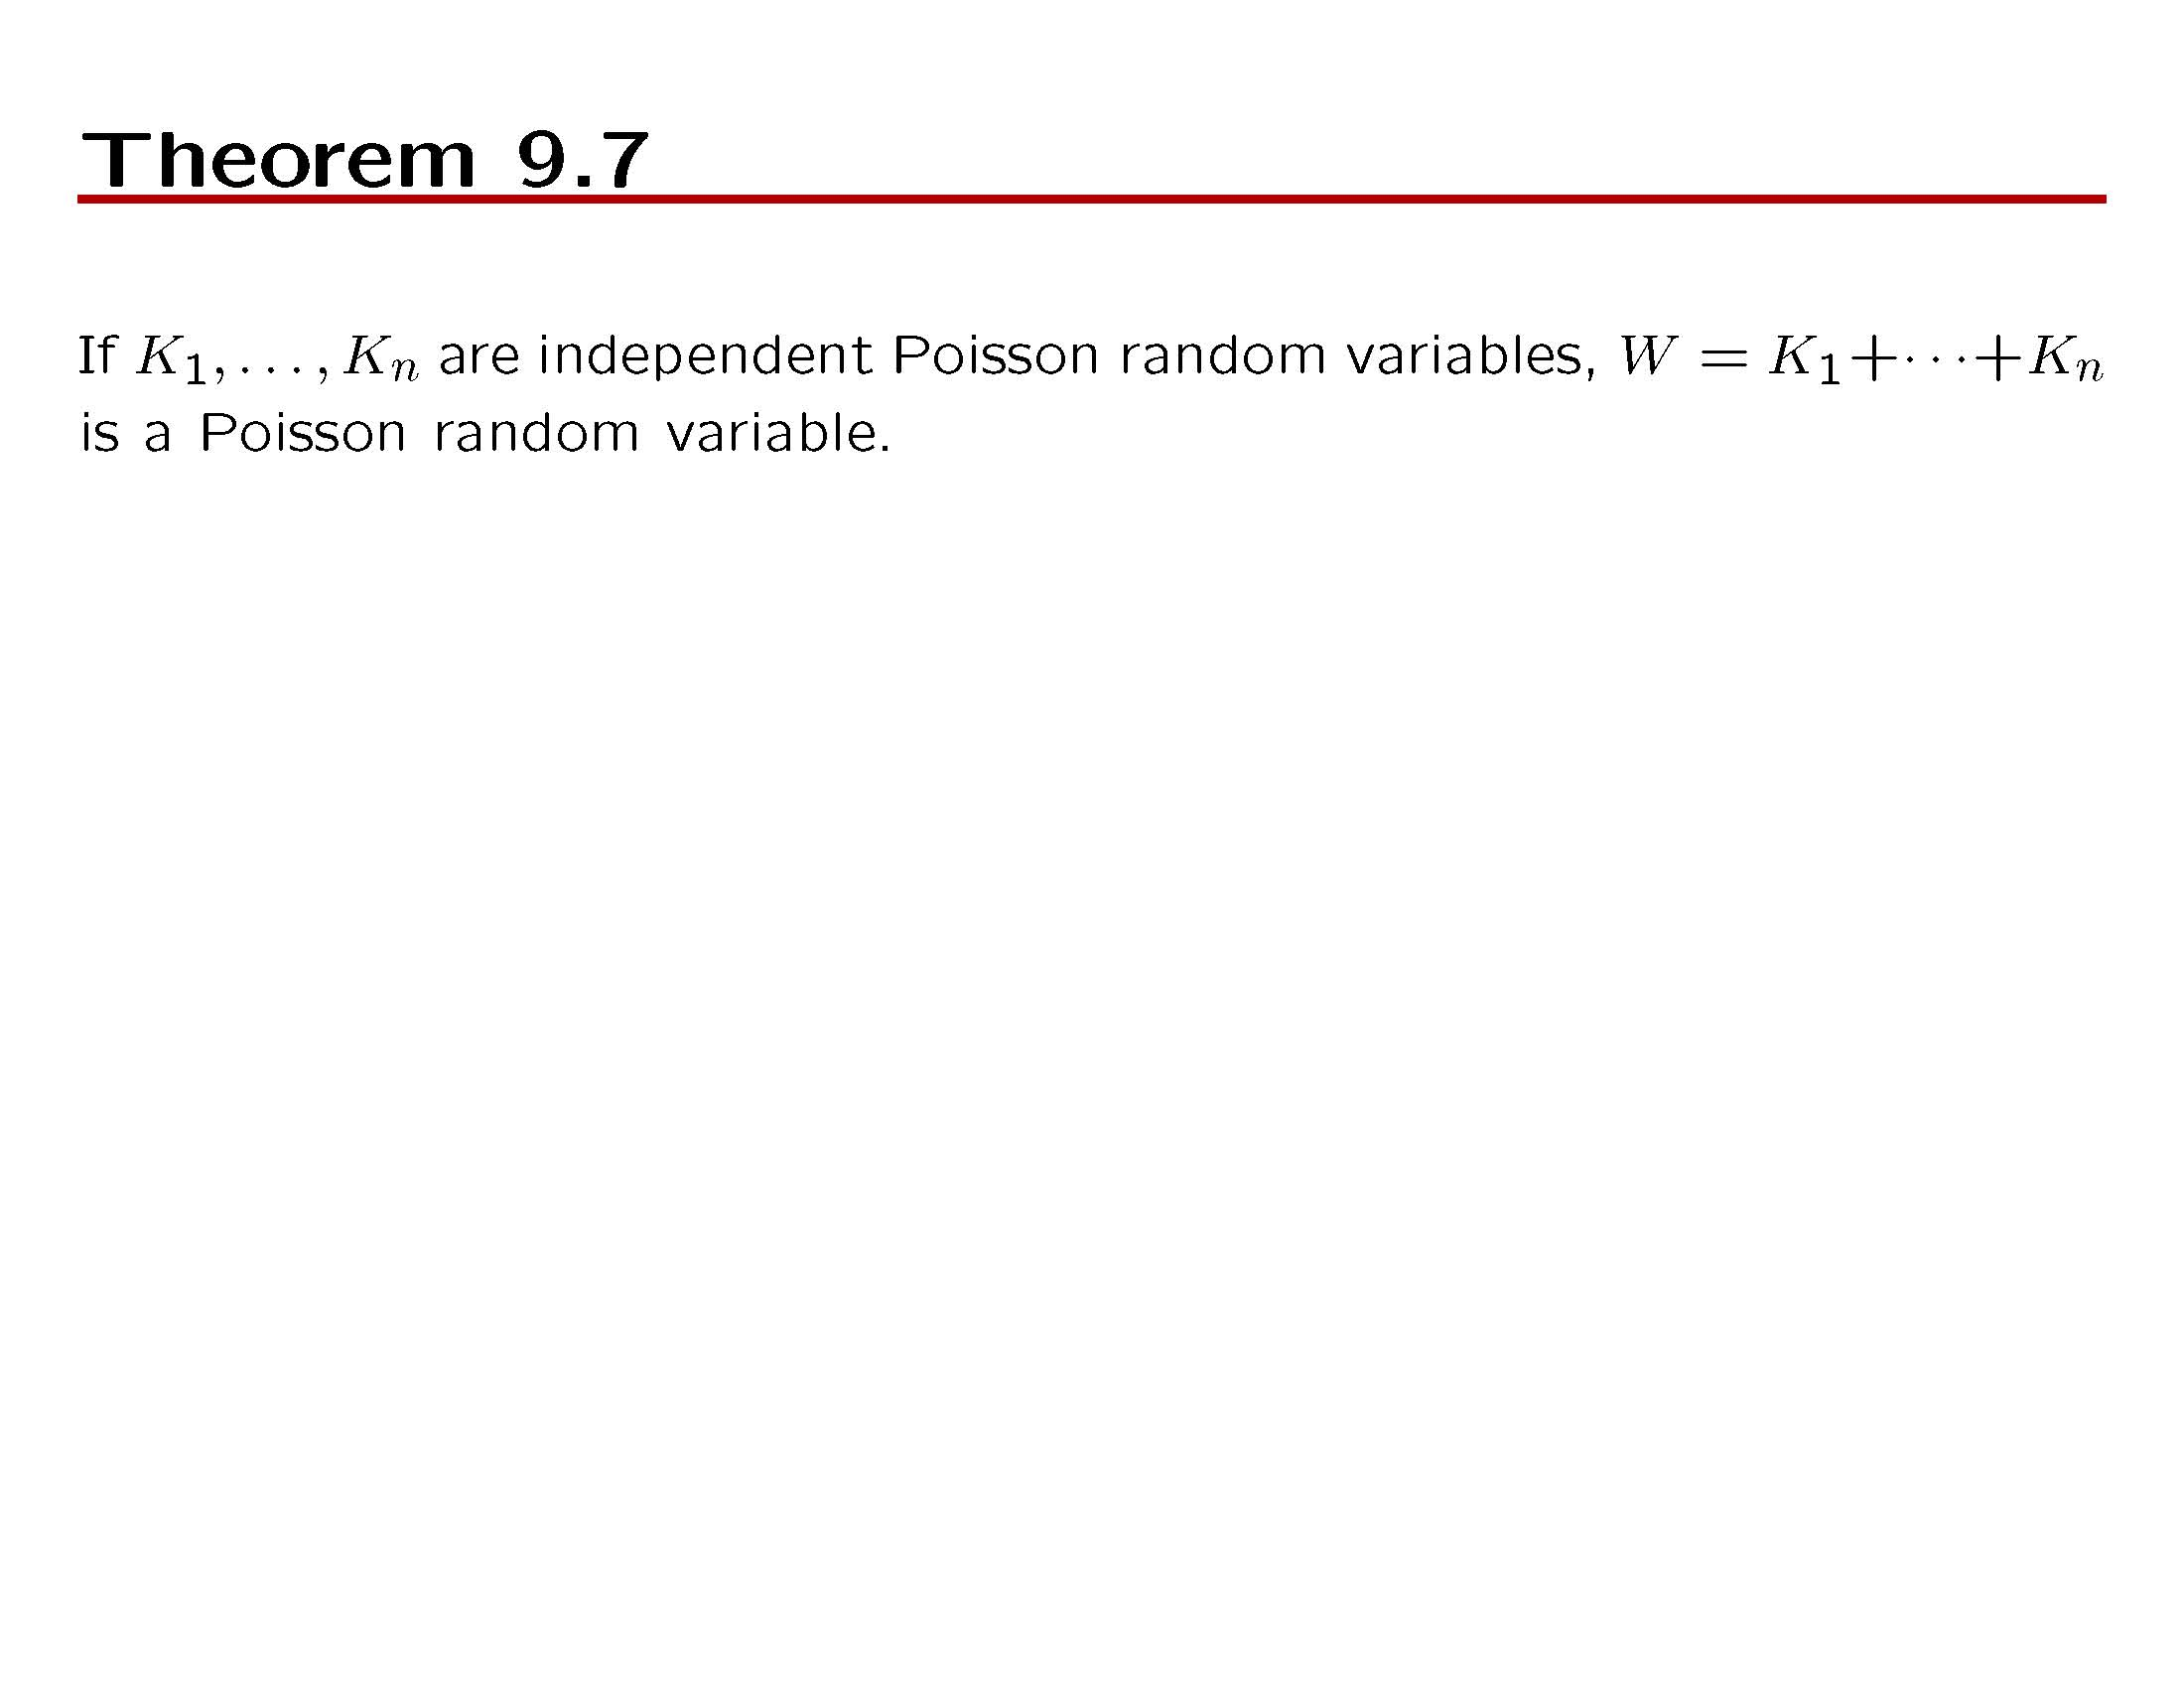 Theorem 9.7
If K₁, . . . , Kₙ are independent Poisson random variables, W = K₁+· · ·+Kₙ
is a Poisson random variable.